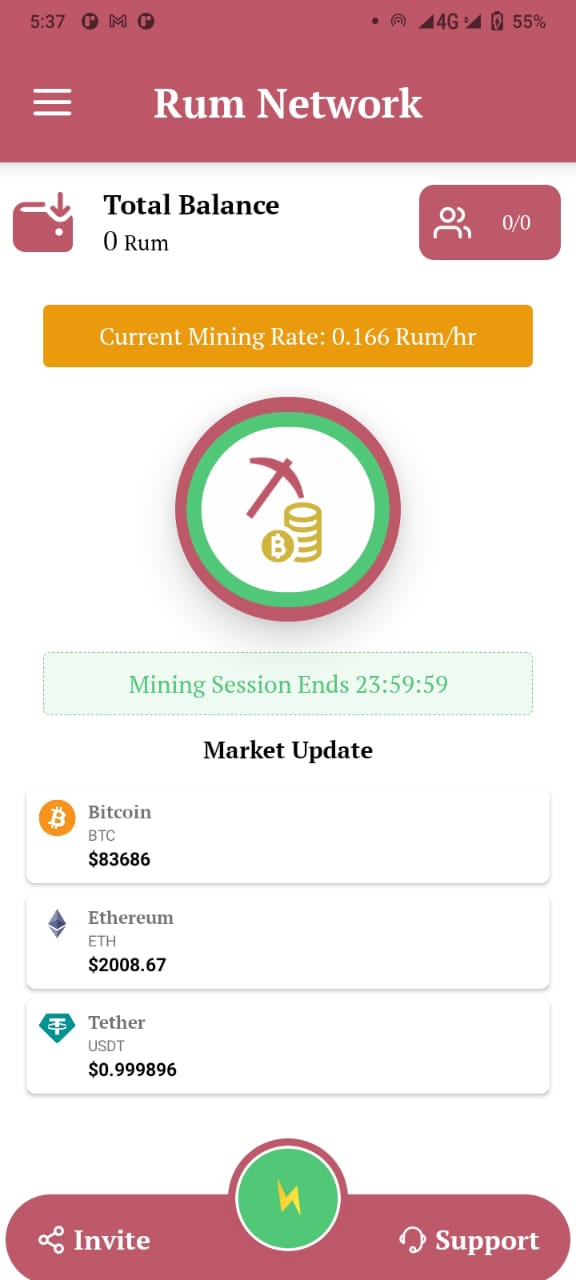 5:37 4G 55%
Rum Network
Total Balance
0 Rum
0/0
Current Mining Rate: 0.166 Rum/hr
Mining Session Ends 23:59:59
Market Update
Bitcoin
BTC
$83686
Ethereum
ETH
$2008.67
Tether
USDT
$0.999896
Invite Support